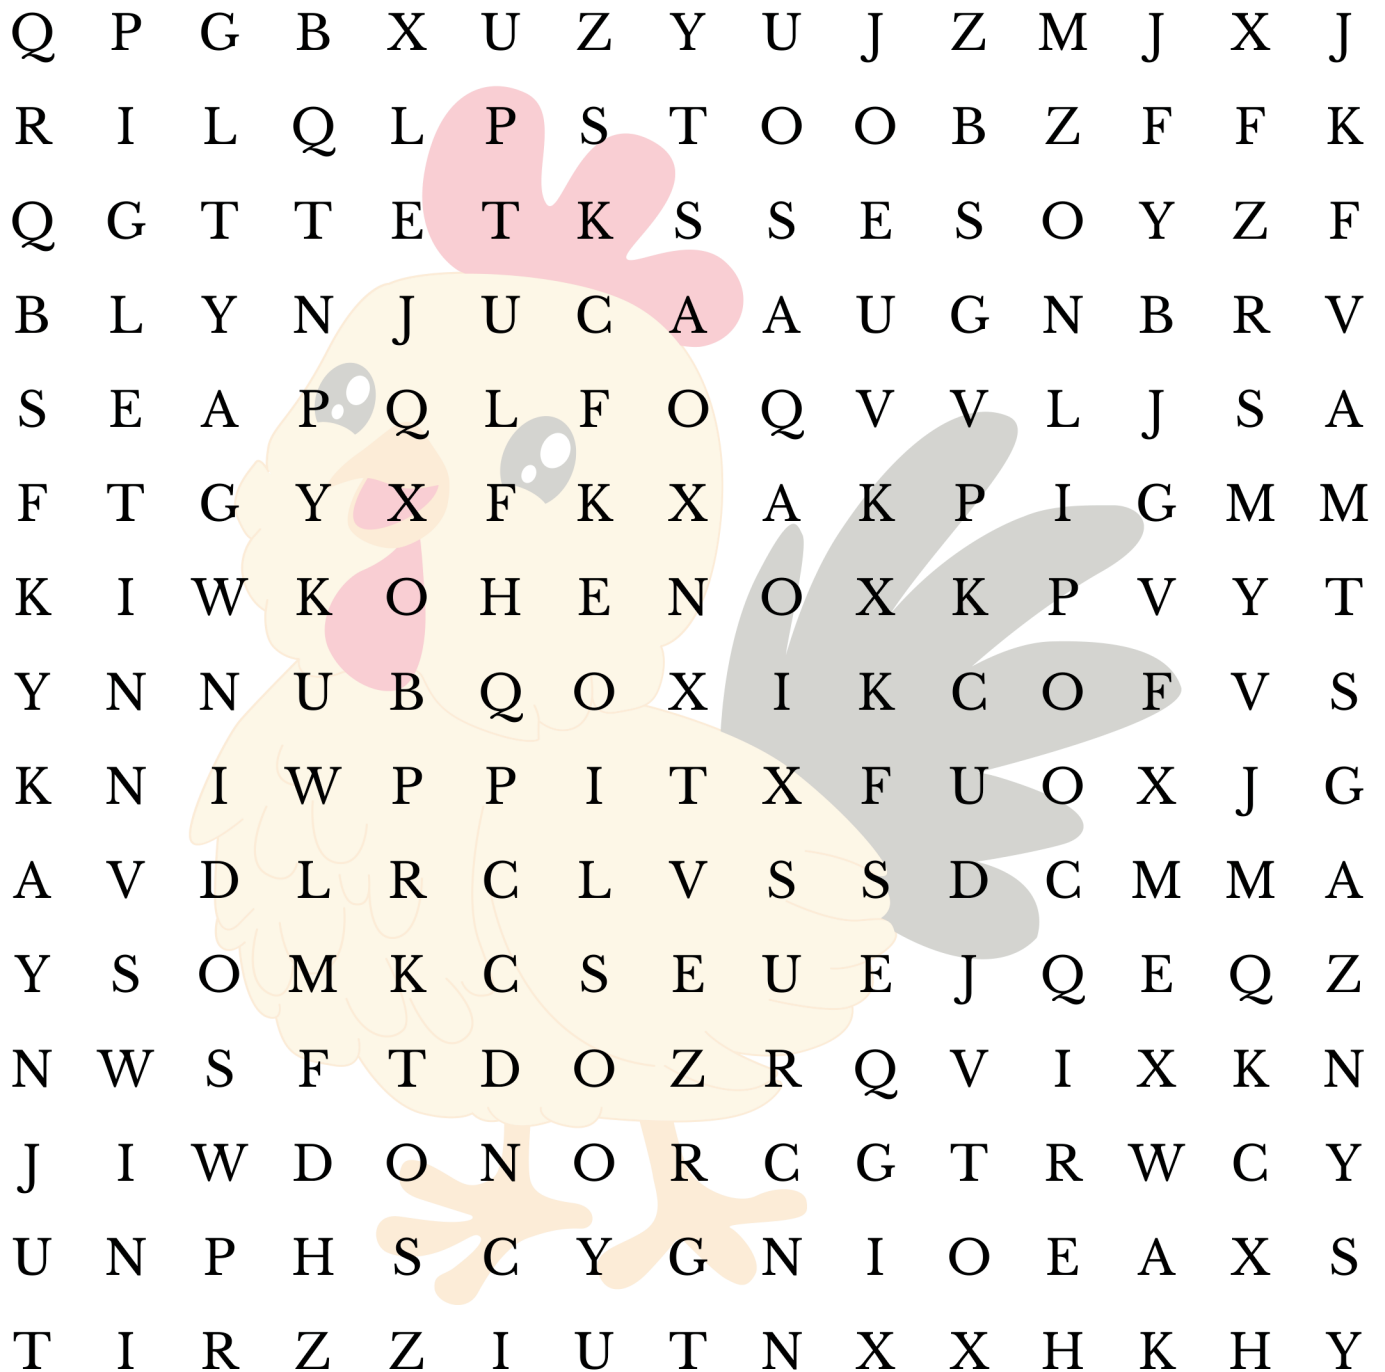 Q P G B X U Z Y U J Z M J X J
R I L Q L P S T O O B Z F F K
Q G T T E T K S S E S O Y Z F
B L Y N J U C A A U G N B R V
S E A P Q L F O Q V V L J S A
F T G Y X F K X A K P I G M M
K I W K O H E N O X K P V Y T
Y N N U B Q O X I K C O F V S
K N I W P P I T X F U O X J G
A V D L R C L V S S D C M M A
Y S O M K C S E U E J Q E Q Z
N W S F T D O Z R Q V I X K N
J I W D O N O R C G T R W C Y
U N P H S C Y G N I O E A X S
T I R Z Z I U T N X X H K H Y